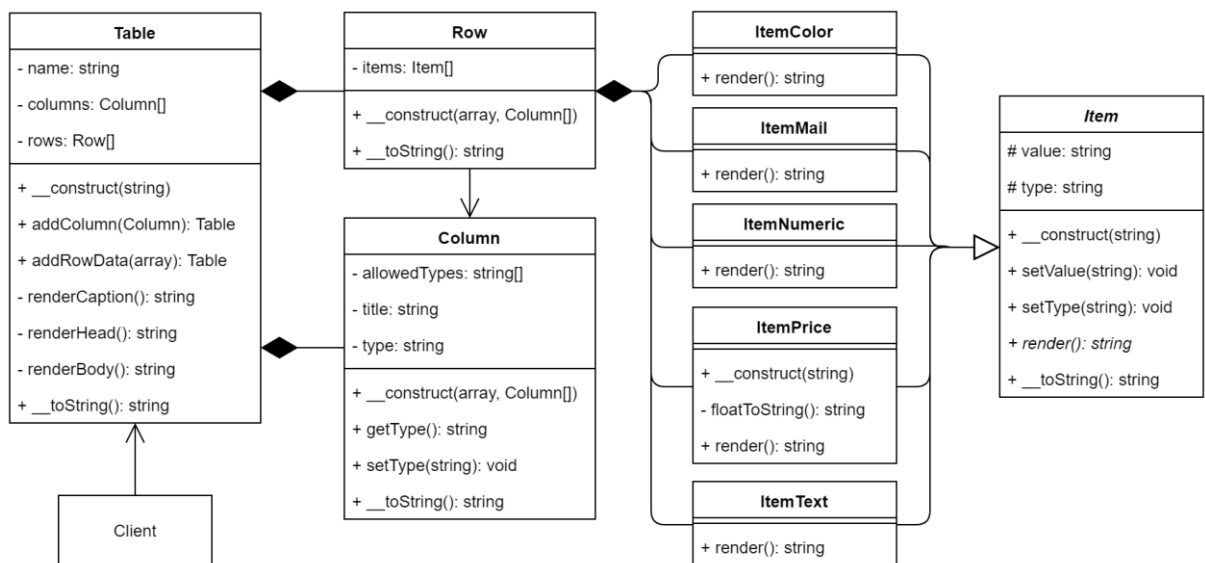 Table
- name: string
- columns: Column[]
- rows: Row[]
+ __construct(string)
+ addColumn(Column): Table
+ addRowData(array): Table
- renderCaption(): string
- renderHead(): string
- renderBody(): string
+ __toString(): string
Client
Row
- items: Item[]
+ __construct(array, Column[])
+ __toString(): string
Column
- allowedTypes: string[]
- title: string
- type: string
+ __construct(array, Column[])
+ getType(): string
+ setType(string): void
+ __toString(): string
ItemColor
+ render(): string
ItemMail
+ render(): string
ItemNumeric
+ render(): string
ItemPrice
+ __construct(string)
- floatToString(): string
+ render(): string
ItemText
+ render(): string
Item
# value: string
# type: string
+ __construct(string)
+ setValue(string): void
+ setType(string): void
+ render(): string
+ __toString(): string